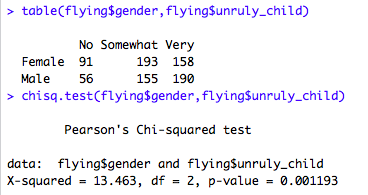 > table(flying$gender,flying$unruly_child)
No Somewhat Very
Female 91 193 158
Male 56 155 190
> chisq.test(flying$gender,flying$unruly_child)
Pearson's Chi-squared test
data: flying$gender and flying$unruly_child
X-squared = 13.463, df = 2, p-value = 0.001193